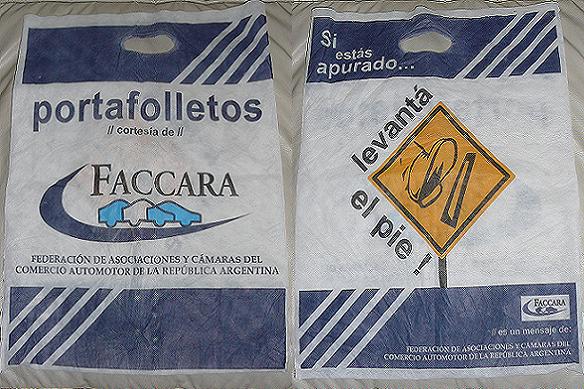 portafolletos
// cortesía de //
FACCARA
FEDERACIÓN DE ASOCIACIONES Y CÁMARAS DEL
COMERCIO AUTOMOTOR DE LA REPÚBLICA ARGENTINA
Si
estás
apurado...
levantá
el pie !
FACCARA
// es un mensaje de:
FEDERACIÓN DE ASOCIACIONES Y CÁMARAS DEL
COMERCIO AUTOMOTOR DE LA REPÚBLICA ARGENTINA